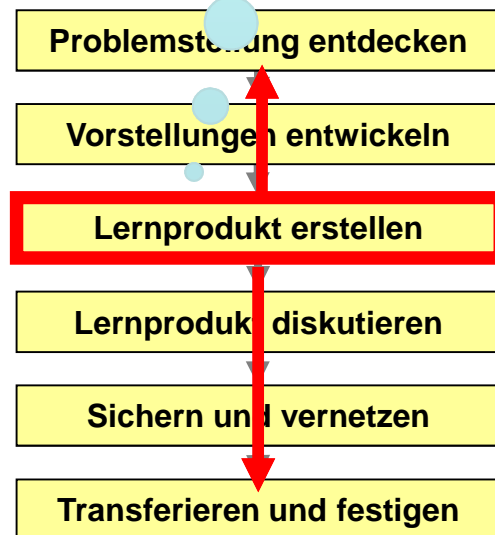 Problemstellung entdecken
Vorstellungen entwickeln
Lernprodukt erstellen
Lernprodukt diskutieren
Sichern und vernetzen
Transferieren und festigen